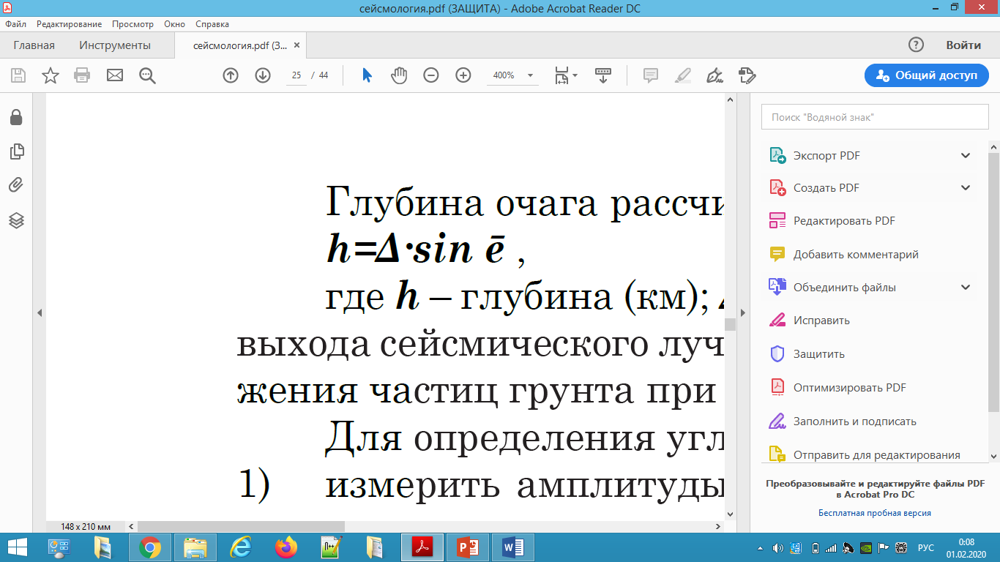 сейсмология.pdf (ЗАЩИТА) - Adobe Acrobat Reader DC
Файл Редактирование Просмотр Окно Справка
Главная Инструменты сейсмология.pdf (З... × Войти
25 / 44 400% Общий доступ
Глубина очага рассчи
h=Δ·sin ē ,
где h – глубина (км);
выхода сейсмического луч
жения частиц грунта при
Для определения угл
1) измерить амплитуды
148 x 210 мм
Поиск "Водяной знак"
Экспорт PDF
Создать PDF
Редактировать PDF
Добавить комментарий
Объединить файлы
Исправить
Защитить
Оптимизировать PDF
Заполнить и подписать
Отправить для редактирования
Преобразовывайте и редактируйте файлы PDF
в Acrobat Pro DC
Бесплатная пробная версия
РУС 0:08
01.02.2020